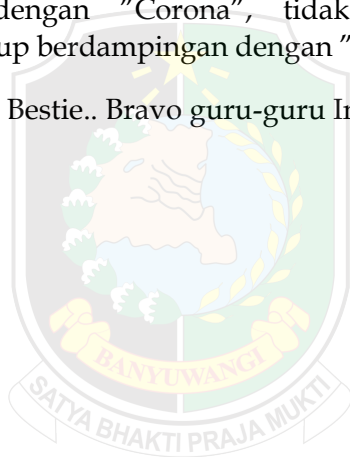 dengan ”Corona”, tidak
up berdampingan dengan ”
Bestie.. Bravo guru-guru In
BANYUWANGI
SATYA BHAKTI PRAJA MUKTI